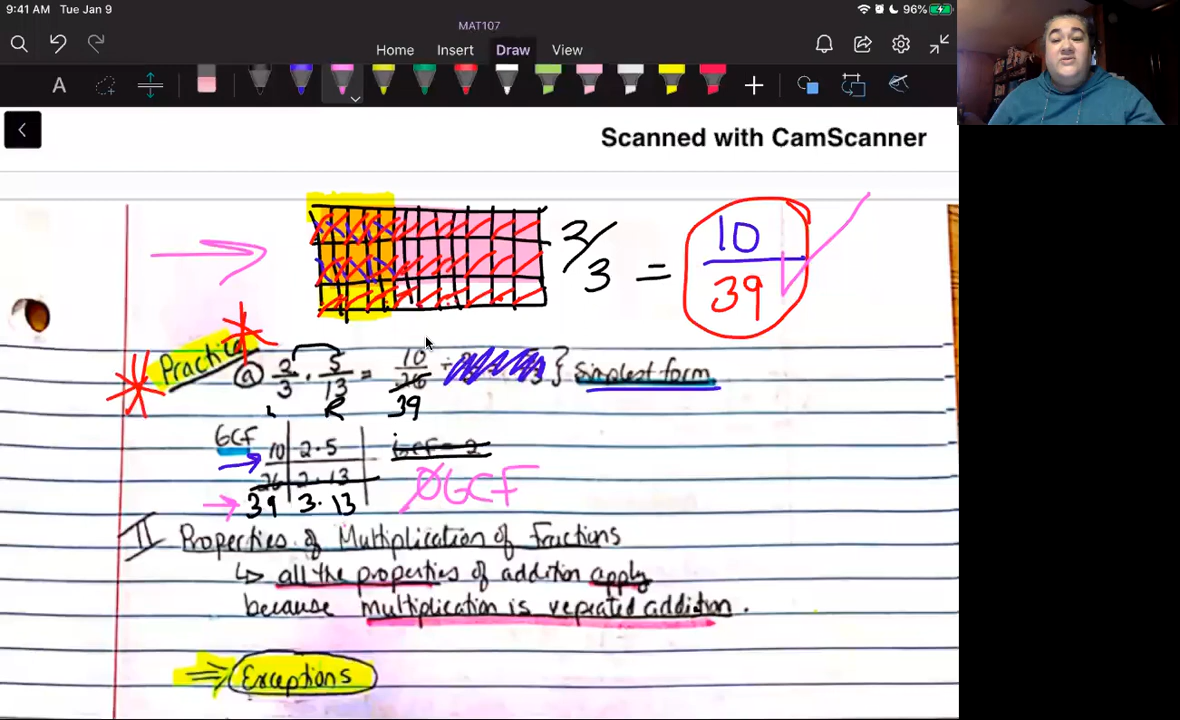 9:41 AM Tue Jan 9
96%
MAT107
Home Insert Draw View
A
Scanned with CamScanner
3/3 = 10/39
Practice
a 2/3 · 5/13 = 10/26 ÷ } Simplest form
39
L R
GCF 10 | 2·5 GCF = 2
26 | 2·13
39 | 3·13 ØGCF
II Properties of Multiplication of Fractions
↳ all the properties of addition apply
because multiplication is repeated addition.
⇒ Exceptions